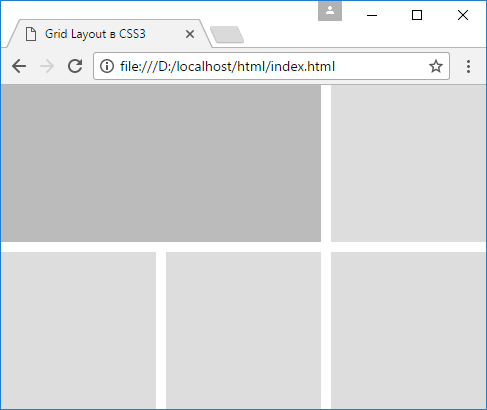 Grid Layout в CSS3
file:///D:/localhost/html/index.html